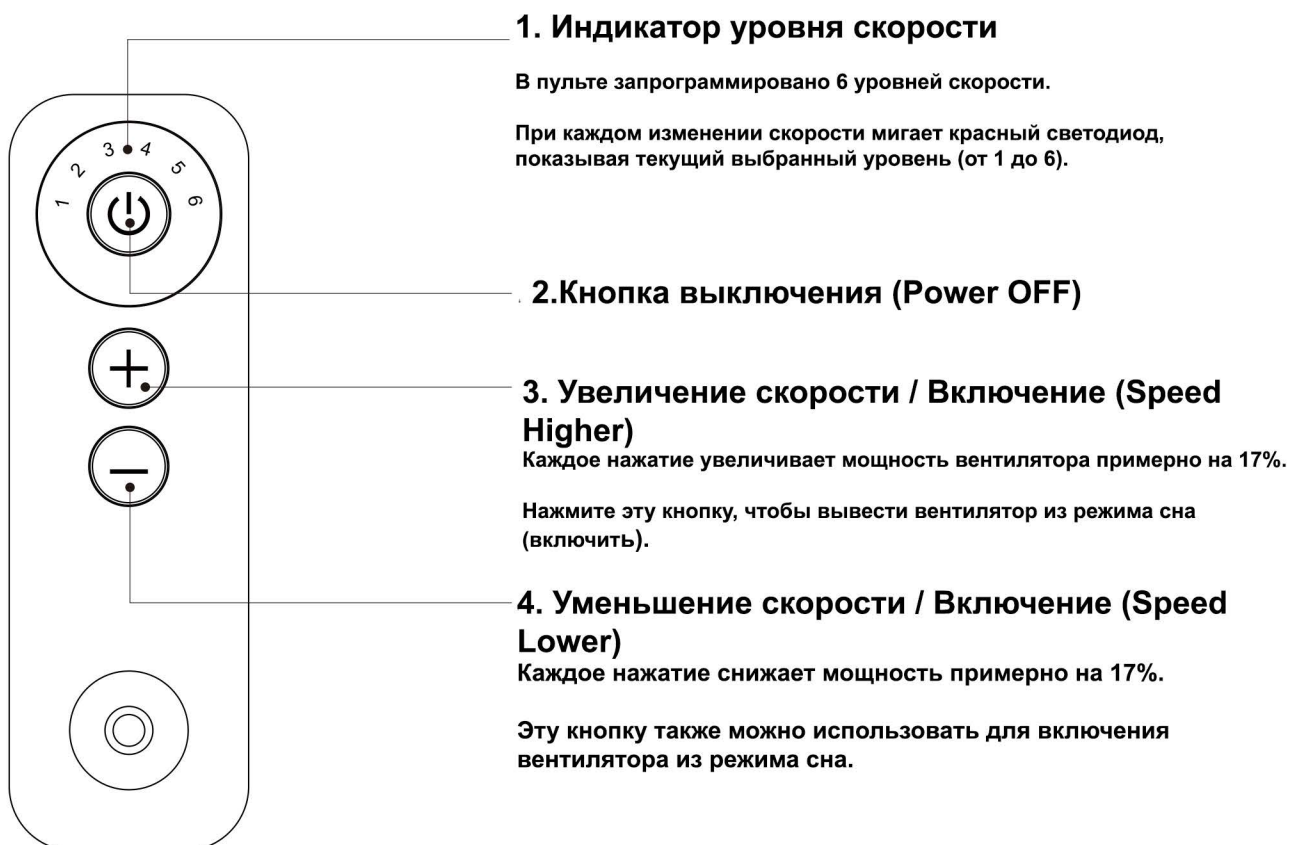 1. Индикатор уровня скорости
В пульте запрограммировано 6 уровней скорости.
При каждом изменении скорости мигает красный светодиод,
показывая текущий выбранный уровень (от 1 до 6).
1 2 3 4 5 6
2.Кнопка выключения (Power OFF)
3. Увеличение скорости / Включение (Speed
Higher)
Каждое нажатие увеличивает мощность вентилятора примерно на 17%.
Нажмите эту кнопку, чтобы вывести вентилятор из режима сна
(включить).
4. Уменьшение скорости / Включение (Speed
Lower)
Каждое нажатие снижает мощность примерно на 17%.
Эту кнопку также можно использовать для включения
вентилятора из режима сна.